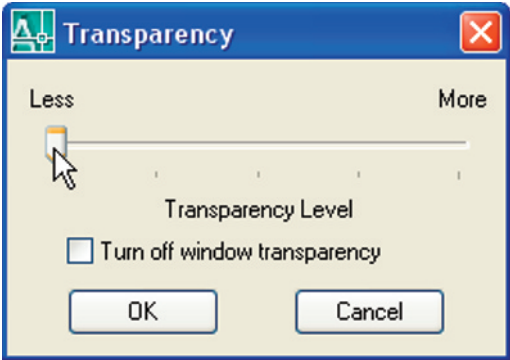 Transparency
Less More
Transparency Level
Turn off window transparency
OK Cancel